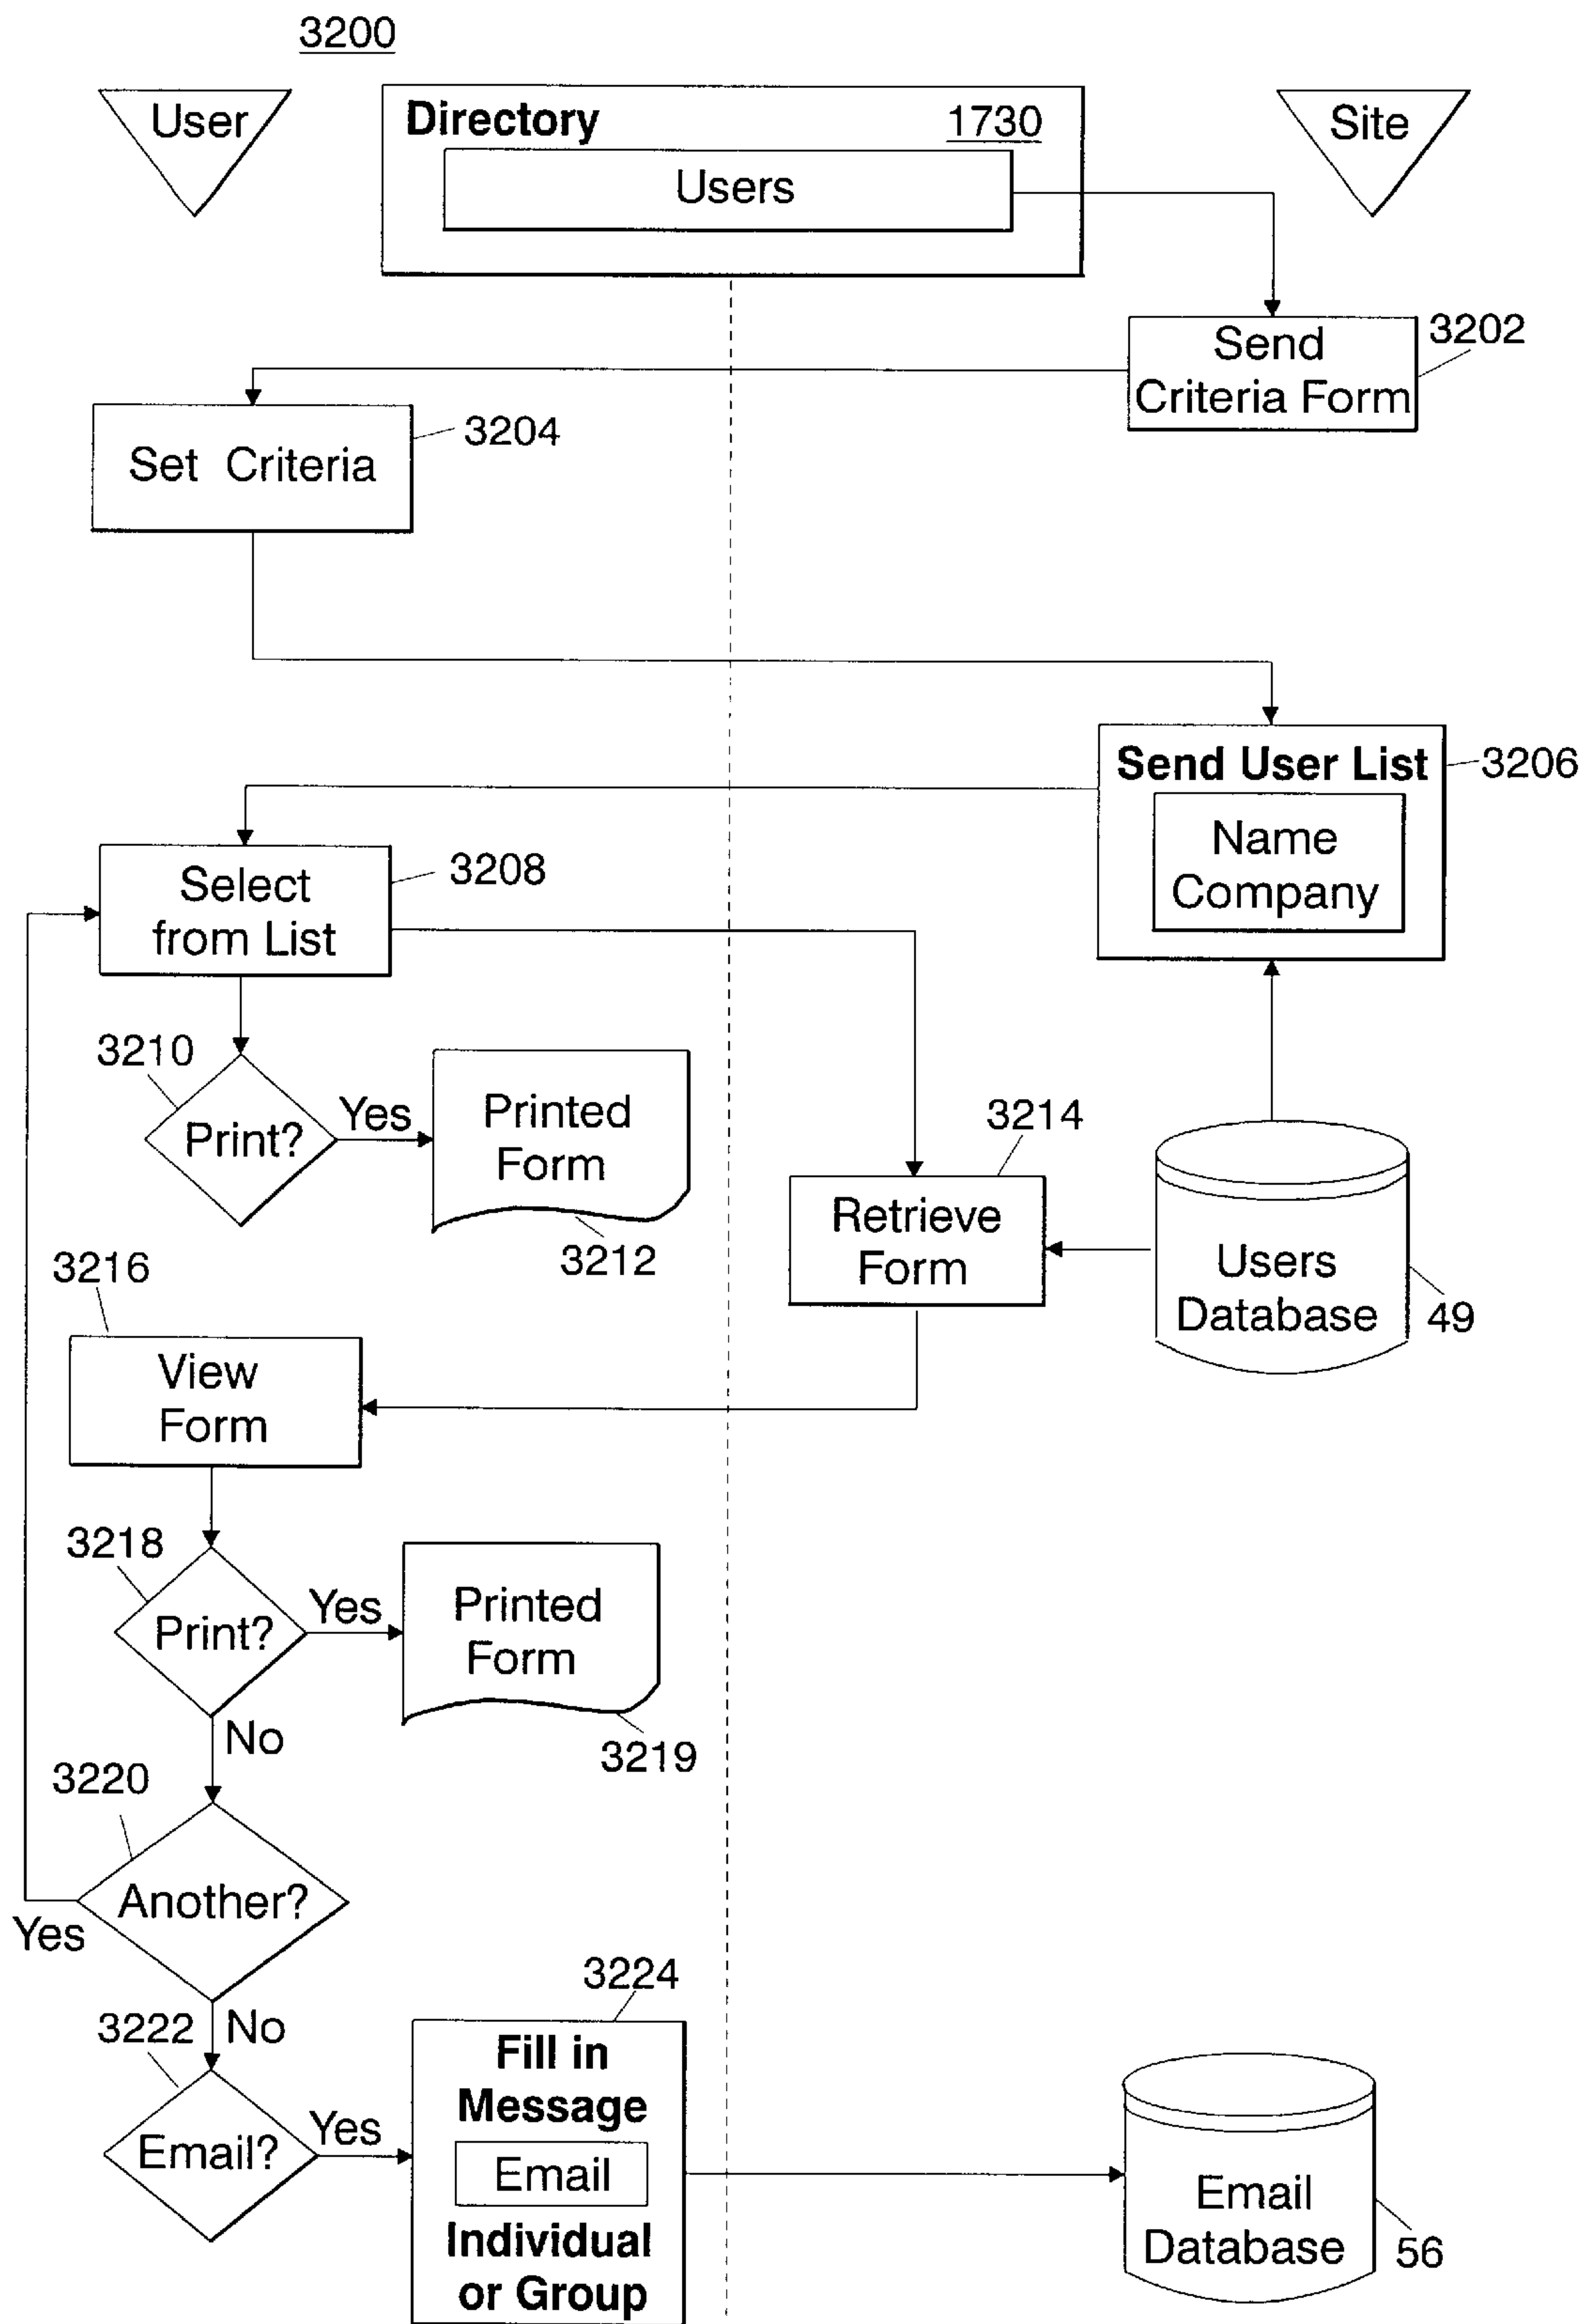 3200
User
Directory 1730
Users
Site
3202
Send
Criteria Form
3204
Set Criteria
Send User List
3206
Name
Company
3208
Select
from List
3210
Print?
Yes
Printed
Form
3212
3214
Retrieve
Form
Users
Database
49
3216
View
Form
3218
Print?
Yes
Printed
Form
3219
No
3220
Another?
Yes
No
3222
Email?
Yes
3224
Fill in
Message
Email
Individual
or Group
Email
Database
56